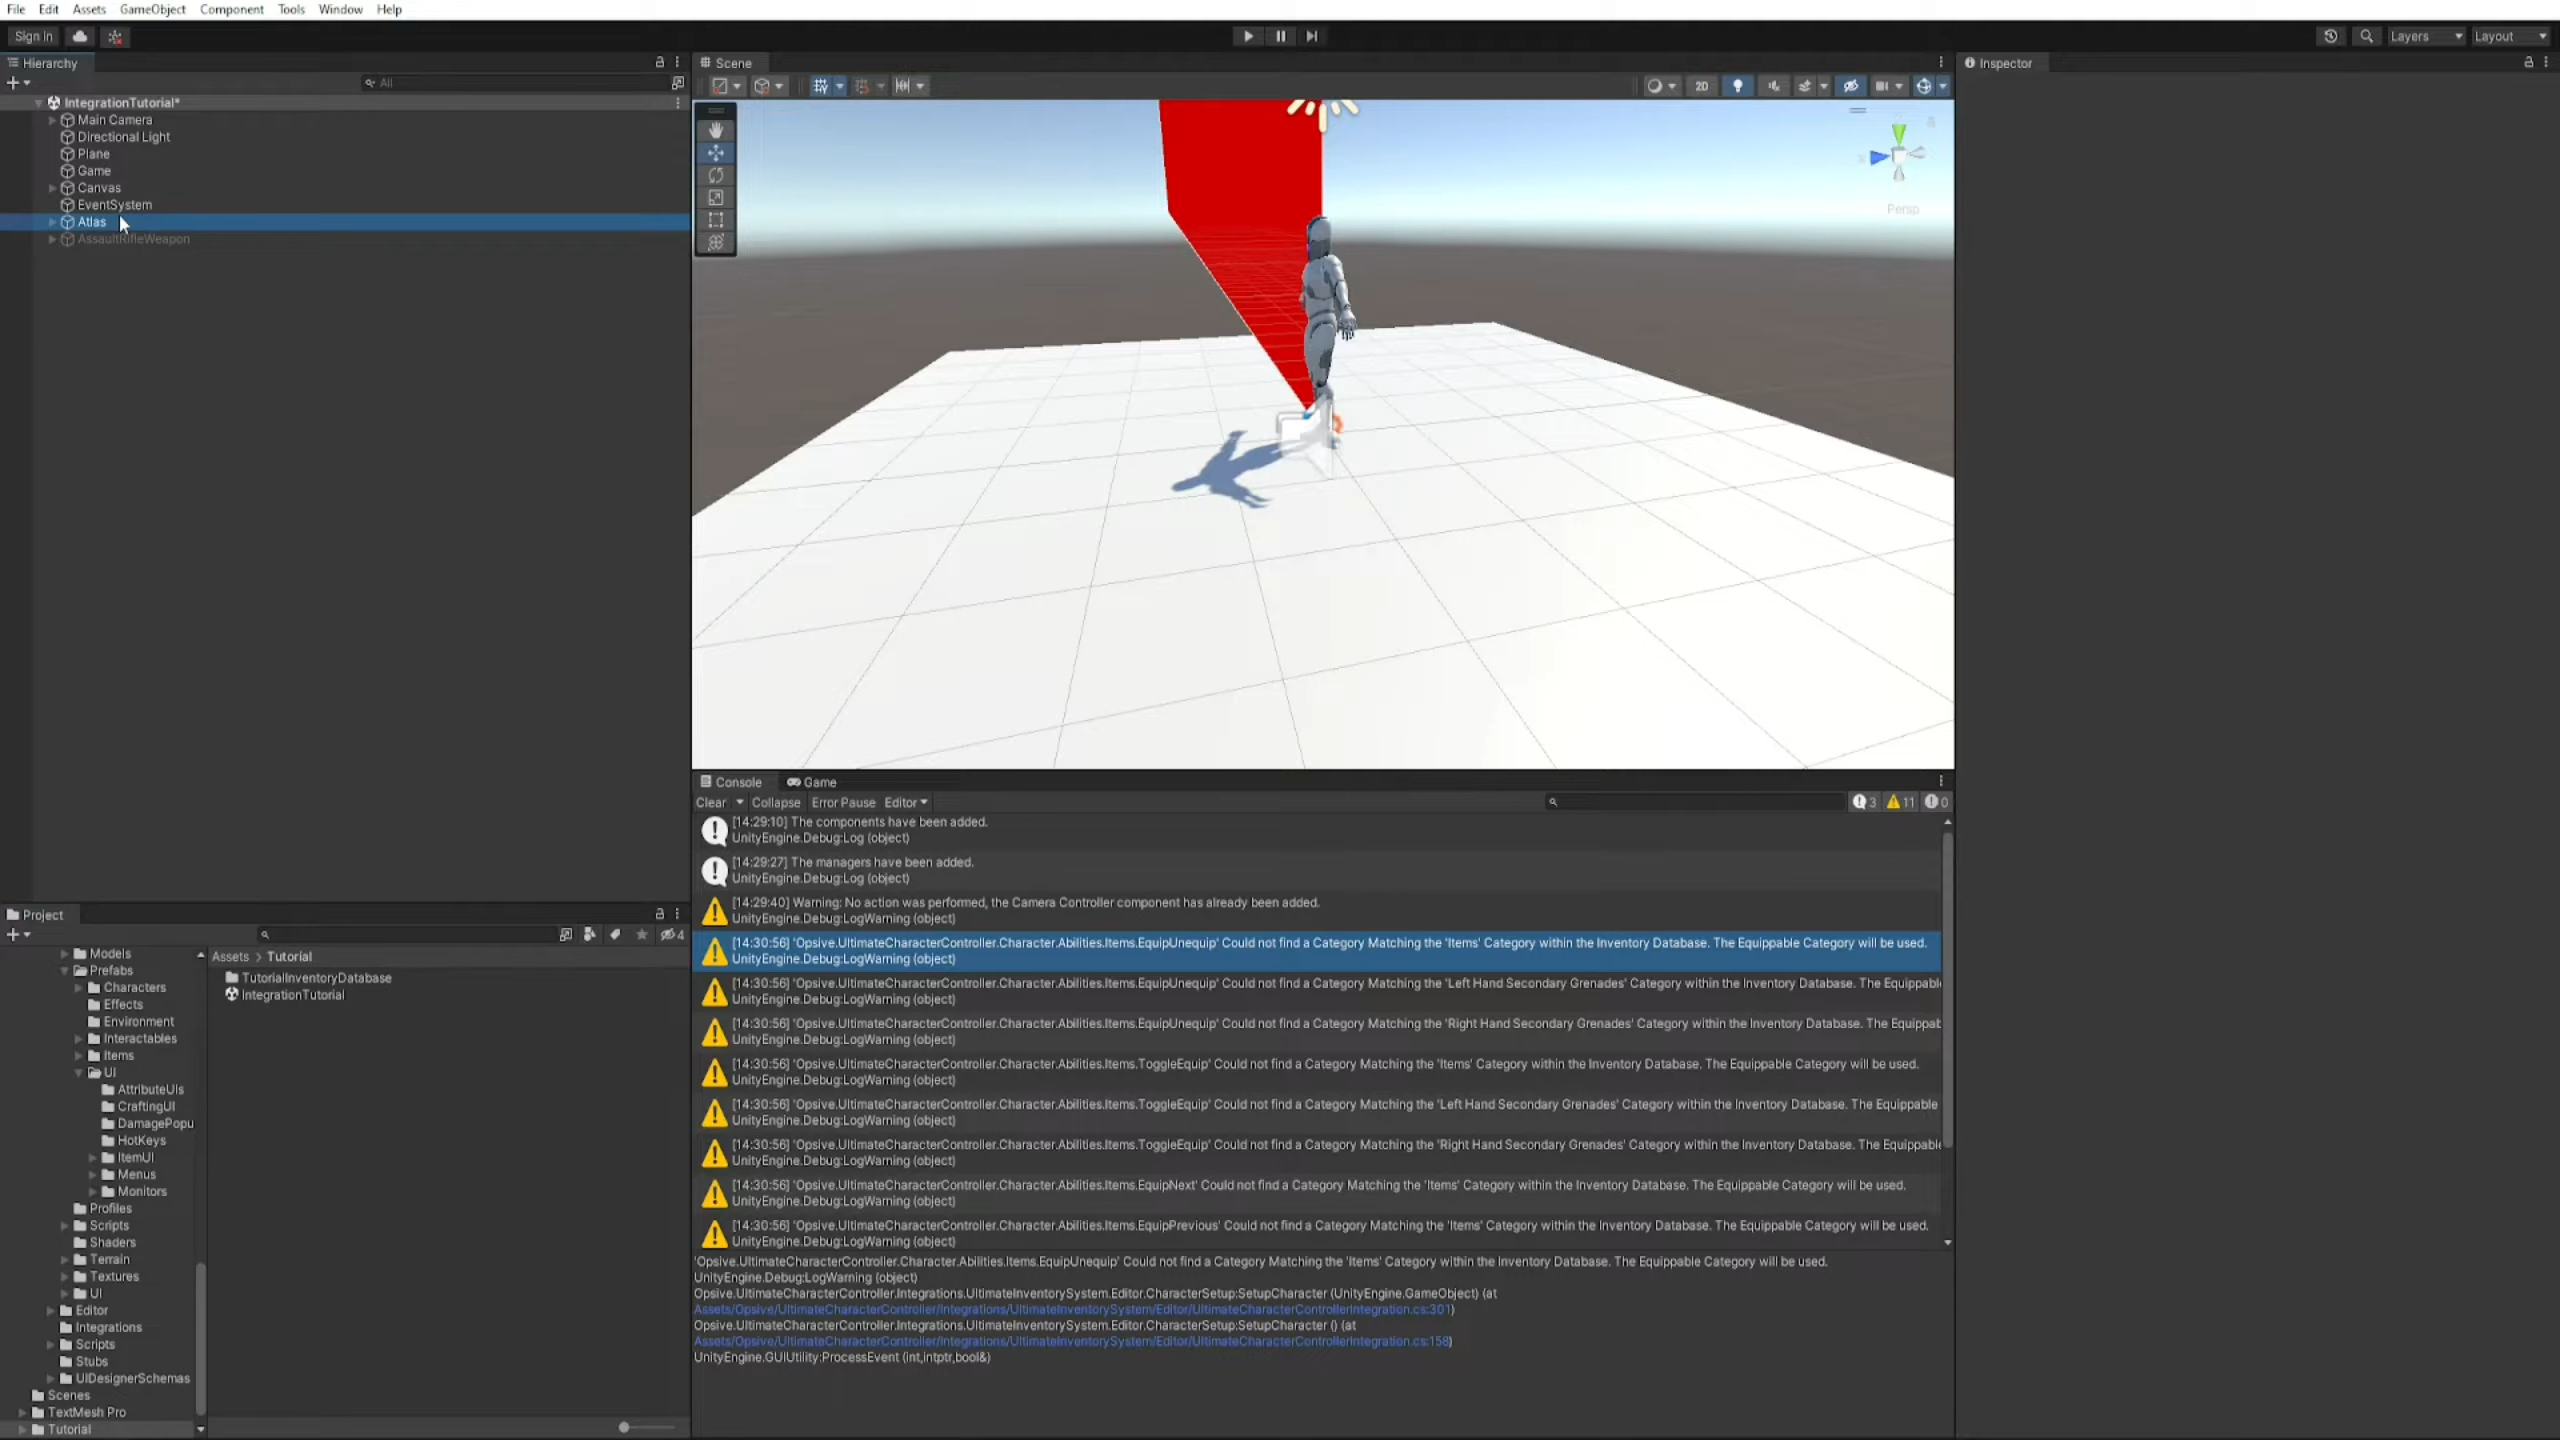 File Edit Assets GameObject Component Tools Window Help
Sign in
Layers
Layout
Hierarchy
All
IntegrationTutorial*
Main Camera
Directional Light
Plane
Game
Canvas
EventSystem
Atlas
AssaultRifleWeapon
Scene
2D
Persp
Inspector
Console Game
Clear Collapse Error Pause Editor
3 11 0
[14:29:10] The components have been added.
UnityEngine.Debug:Log (object)
[14:29:27] The managers have been added.
UnityEngine.Debug:Log (object)
[14:29:40] Warning: No action was performed, the Camera Controller component has already been added.
UnityEngine.Debug:LogWarning (object)
[14:30:56] 'Opsive.UltimateCharacterController.Character.Abilities.Items.EquipUnequip' Could not find a Category Matching the 'Items' Category within the Inventory Database. The Equippable Category will be used.
UnityEngine.Debug:LogWarning (object)
[14:30:56] 'Opsive.UltimateCharacterController.Character.Abilities.Items.EquipUnequip' Could not find a Category Matching the 'Left Hand Secondary Grenades' Category within the Inventory Database. The Equippabl
UnityEngine.Debug:LogWarning (object)
[14:30:56] 'Opsive.UltimateCharacterController.Character.Abilities.Items.EquipUnequip' Could not find a Category Matching the 'Right Hand Secondary Grenades' Category within the Inventory Database. The Equippat
UnityEngine.Debug:LogWarning (object)
[14:30:56] 'Opsive.UltimateCharacterController.Character.Abilities.Items.ToggleEquip' Could not find a Category Matching the 'Items' Category within the Inventory Database. The Equippable Category will be used.
UnityEngine.Debug:LogWarning (object)
[14:30:56] 'Opsive.UltimateCharacterController.Character.Abilities.Items.ToggleEquip' Could not find a Category Matching the 'Left Hand Secondary Grenades' Category within the Inventory Database. The Equippable
UnityEngine.Debug:LogWarning (object)
[14:30:56] 'Opsive.UltimateCharacterController.Character.Abilities.Items.ToggleEquip' Could not find a Category Matching the 'Right Hand Secondary Grenades' Category within the Inventory Database. The Equippabl
UnityEngine.Debug:LogWarning (object)
[14:30:56] 'Opsive.UltimateCharacterController.Character.Abilities.Items.EquipNext' Could not find a Category Matching the 'Items' Category within the Inventory Database. The Equippable Category will be used.
UnityEngine.Debug:LogWarning (object)
[14:30:56] 'Opsive.UltimateCharacterController.Character.Abilities.Items.EquipPrevious' Could not find a Category Matching the 'Items' Category within the Inventory Database. The Equippable Category will be used.
UnityEngine.Debug:LogWarning (object)
'Opsive.UltimateCharacterController.Character.Abilities.Items.EquipUnequip' Could not find a Category Matching the 'Items' Category within the Inventory Database. The Equippable Category will be used.
UnityEngine.Debug:LogWarning (object)
Opsive.UltimateCharacterController.Integrations.UltimateInventorySystem.Editor.CharacterSetup:SetupCharacter (UnityEngine.GameObject) (at
Assets/Opsive/UltimateCharacterController/Integrations/UltimateInventorySystem/Editor/UltimateCharacterControllerIntegration.cs:301)
Opsive.UltimateCharacterController.Integrations.UltimateInventorySystem.Editor.CharacterSetup:SetupCharacter () (at
Assets/Opsive/UltimateCharacterController/Integrations/UltimateInventorySystem/Editor/UltimateCharacterControllerIntegration.cs:158)
UnityEngine.GUIUtility:ProcessEvent (int,intptr,bool&)
Project
4
Models
Prefabs
Characters
Effects
Environment
Interactables
Items
UI
AttributeUIs
CraftingUI
DamagePopu
HotKeys
ItemUI
Menus
Monitors
Profiles
Scripts
Shaders
Terrain
Textures
UI
Editor
Integrations
Scripts
Stubs
UIDesignerSchemas
Scenes
TextMesh Pro
Tutorial
Assets > Tutorial
TutorialInventoryDatabase
IntegrationTutorial